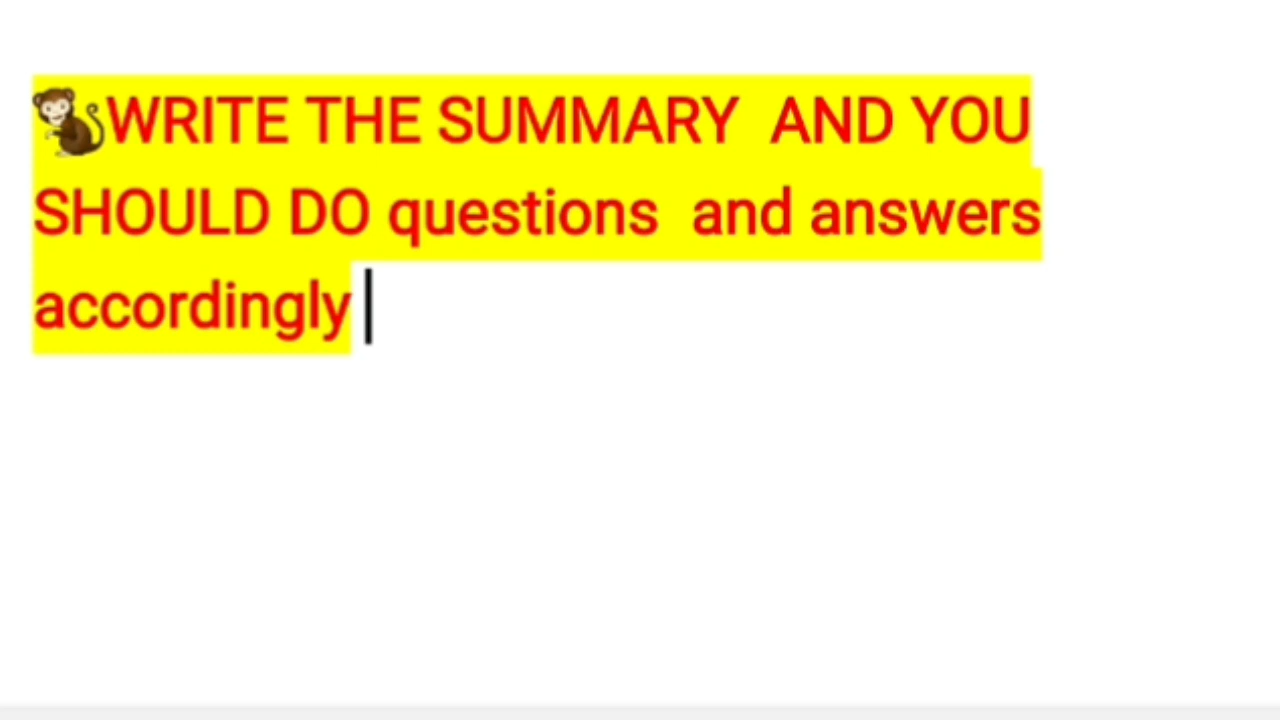 🐒WRITE THE SUMMARY  AND YOU
SHOULD DO questions  and answers
accordingly